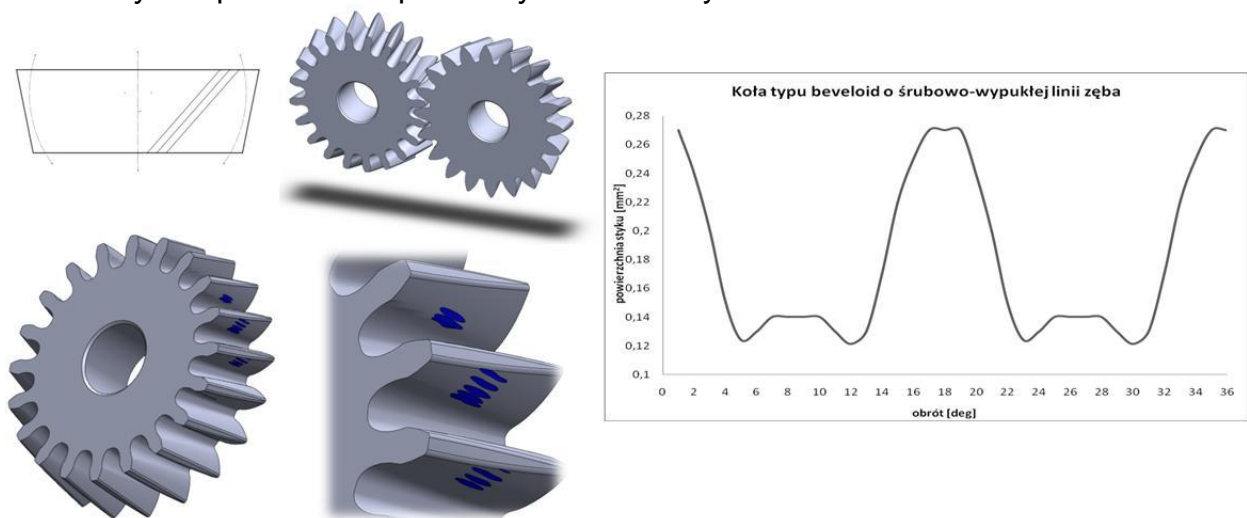 Koła typu beveloid o śrubowo-wypukłej linii zęba
powierzchnia styku [mm²]
0,28
0,26
0,24
0,22
0,2
0,18
0,16
0,14
0,12
0,1
0 2 4 6 8 10 12 14 16 18 20 22 24 26 28 30 32 34 36
obrót [deg]